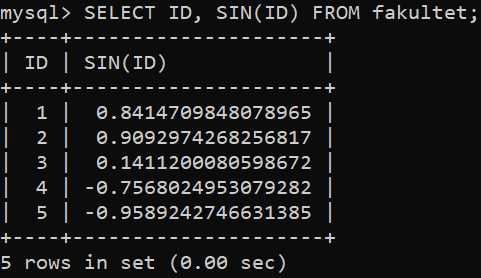 mysql> SELECT ID, SIN(ID) FROM fakultet;
+----+---------------------+
| ID | SIN(ID)             |
+----+---------------------+
|  1 |  0.8414709848078965 |
|  2 |  0.9092974268256817 |
|  3 |  0.1411200080598672 |
|  4 | -0.7568024953079282 |
|  5 | -0.9589242746631385 |
+----+---------------------+
5 rows in set (0.00 sec)